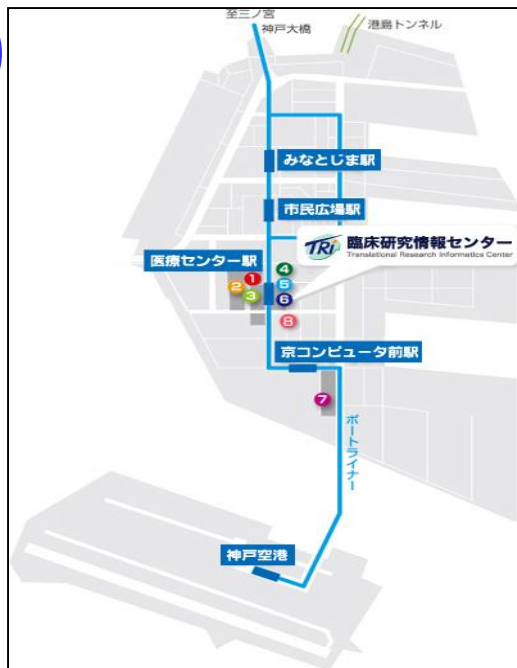 至三ノ宮
神戸大橋
港島トンネル
みなとじま駅
市民広場駅
TRI 臨床研究情報センター
Translational Research Informatics Center
医療センター駅
1
4
2
5
3
6
8
京コンピュータ前駅
7
ポートライナー
神戸空港